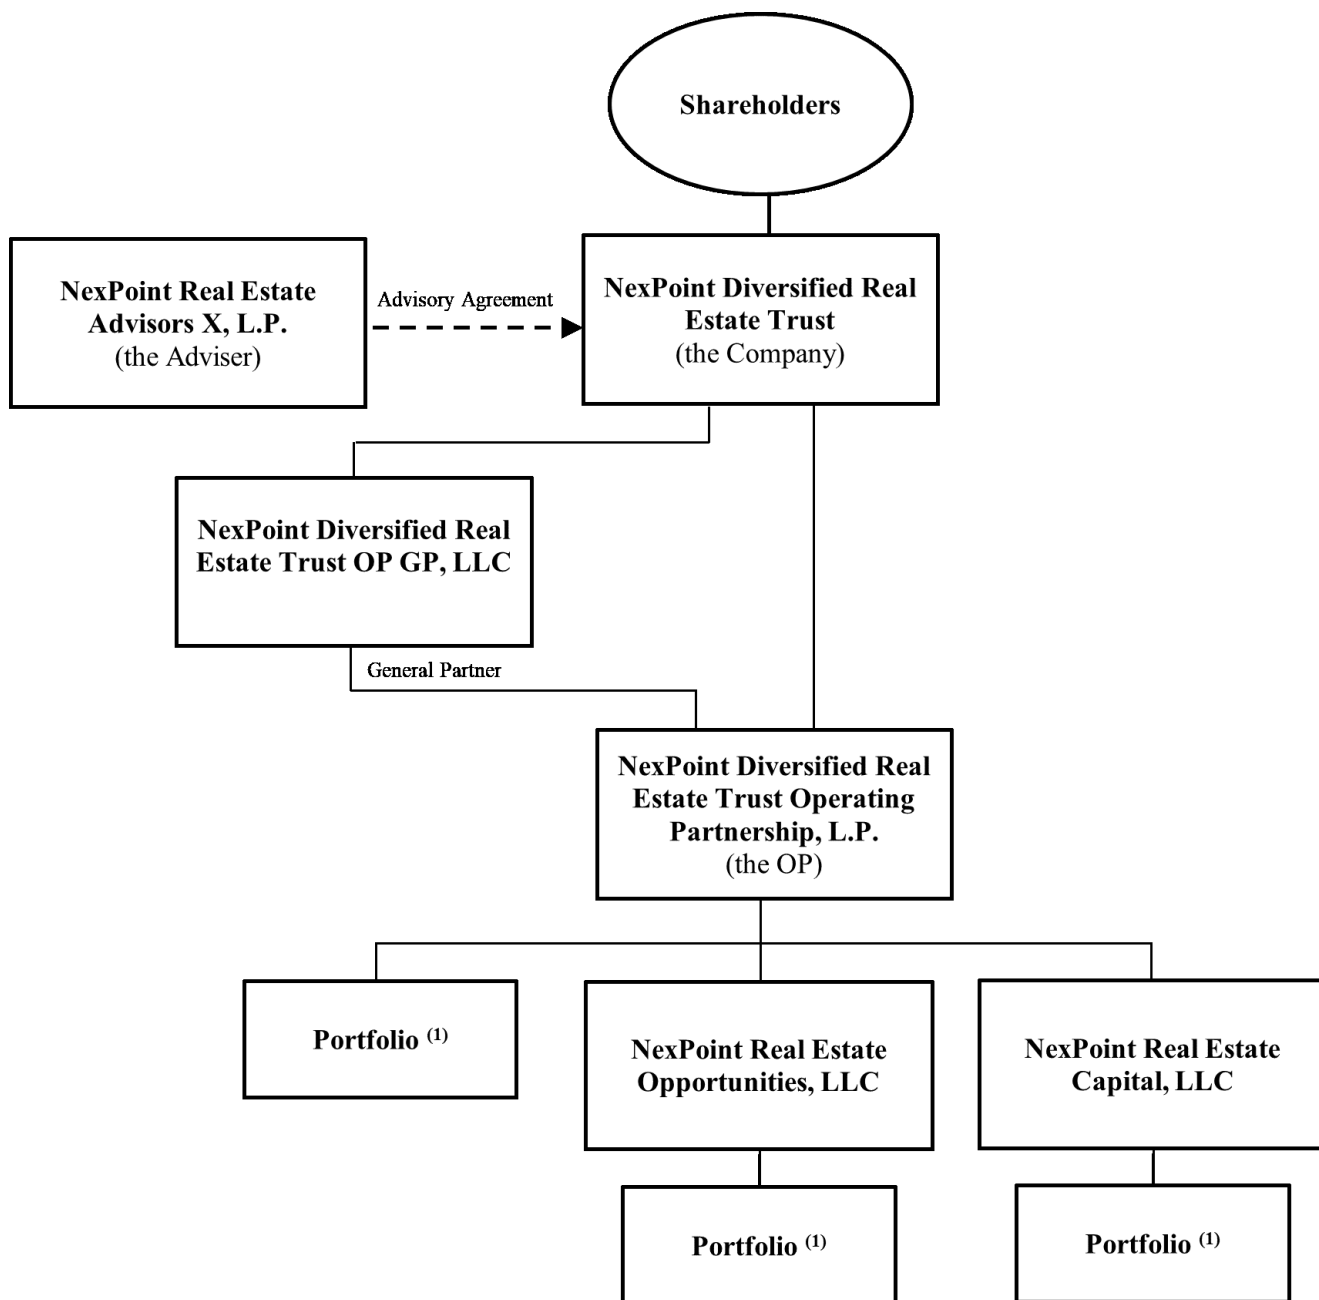 Shareholders
NexPoint Real Estate
Advisors X, L.P.
(the Adviser)
Advisory Agreement
NexPoint Diversified Real
Estate Trust
(the Company)
NexPoint Diversified Real
Estate Trust OP GP, LLC
General Partner
NexPoint Diversified Real
Estate Trust Operating
Partnership, L.P.
(the OP)
Portfolio (1)
NexPoint Real Estate
Opportunities, LLC
NexPoint Real Estate
Capital, LLC
Portfolio (1)
Portfolio (1)